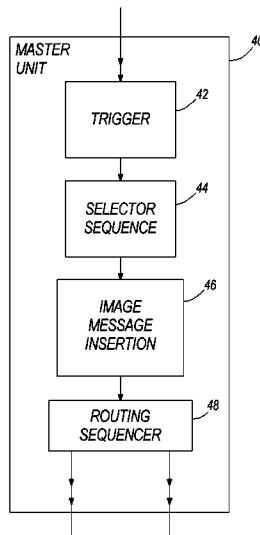 MASTER
UNIT
40
TRIGGER
42
SELECTOR
SEQUENCE
44
IMAGE
MESSAGE
INSERTION
46
ROUTING
SEQUENCER
48